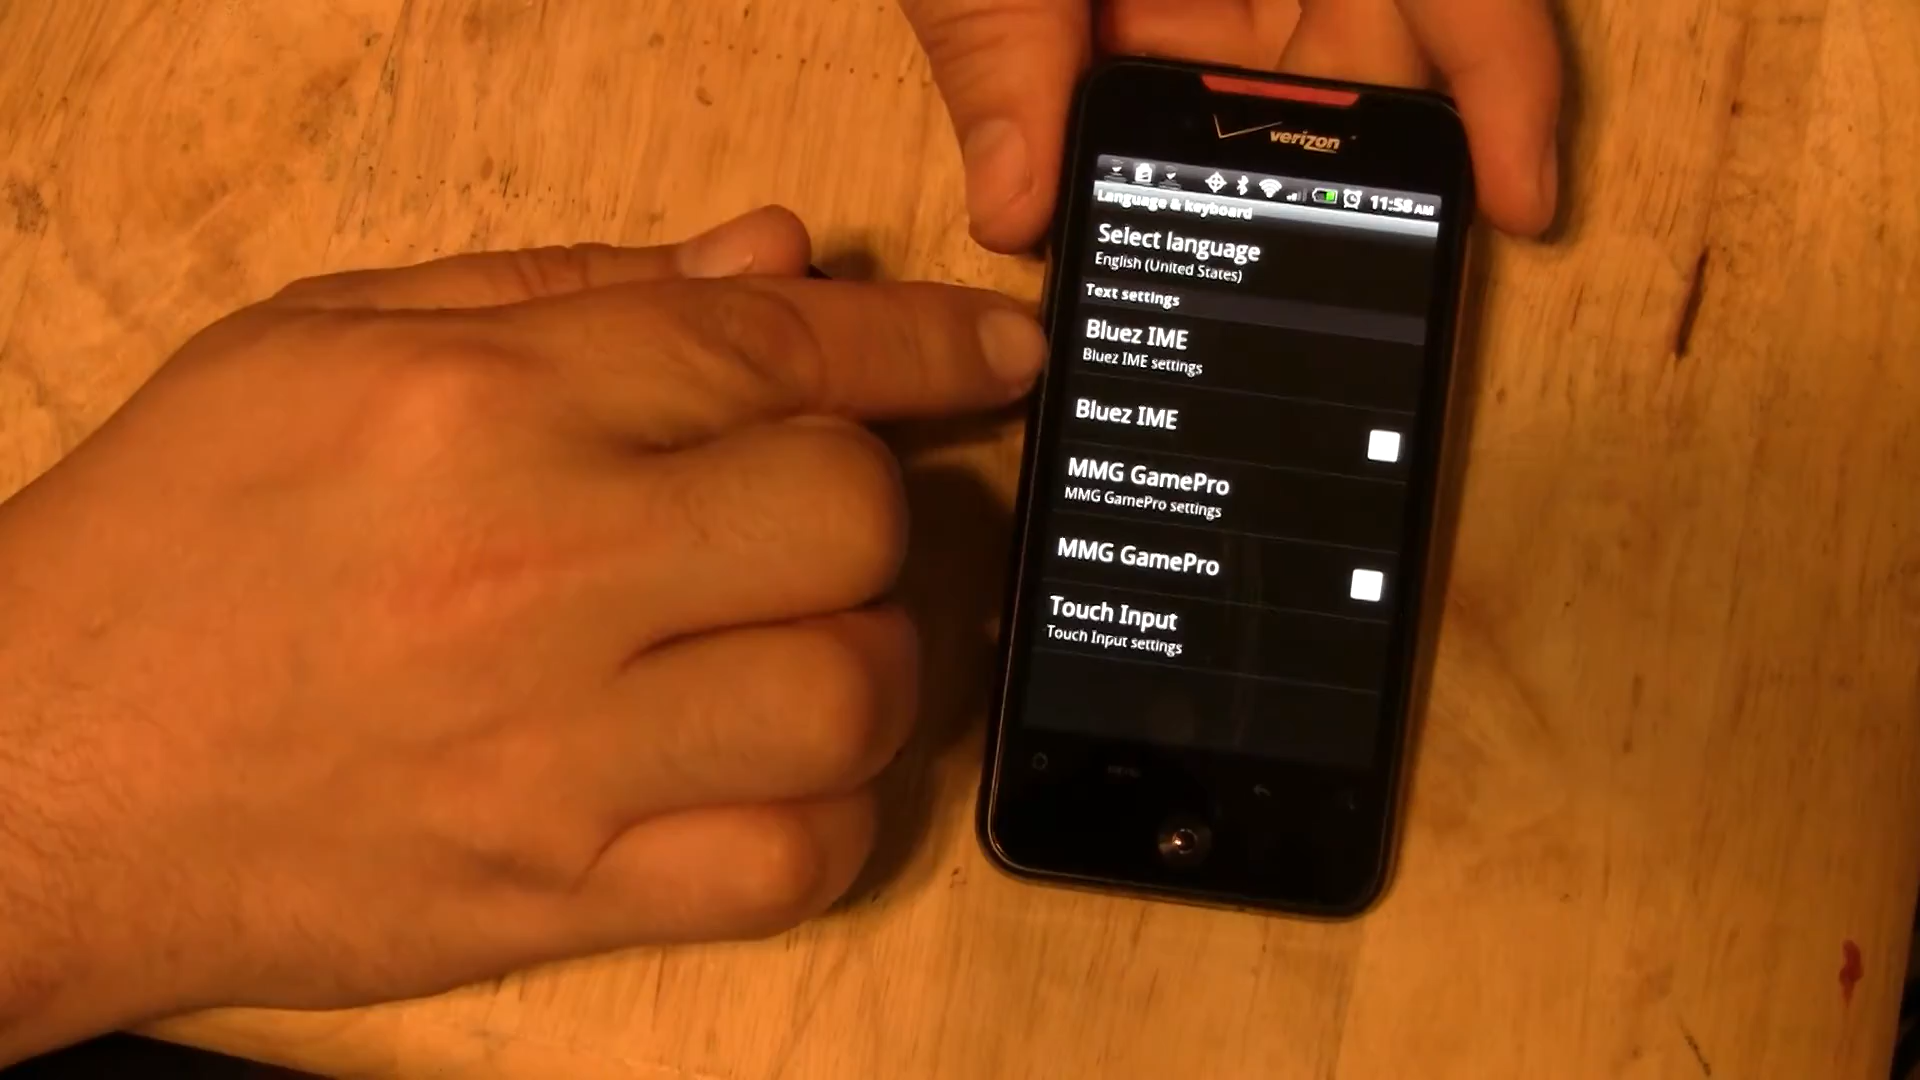 verizon
11:58 AM
Language & keyboard
Select language
English (United States)
Text settings
Bluez IME
Bluez IME settings
Bluez IME
MMG GamePro
MMG GamePro settings
MMG GamePro
Touch Input
Touch Input settings
MENU